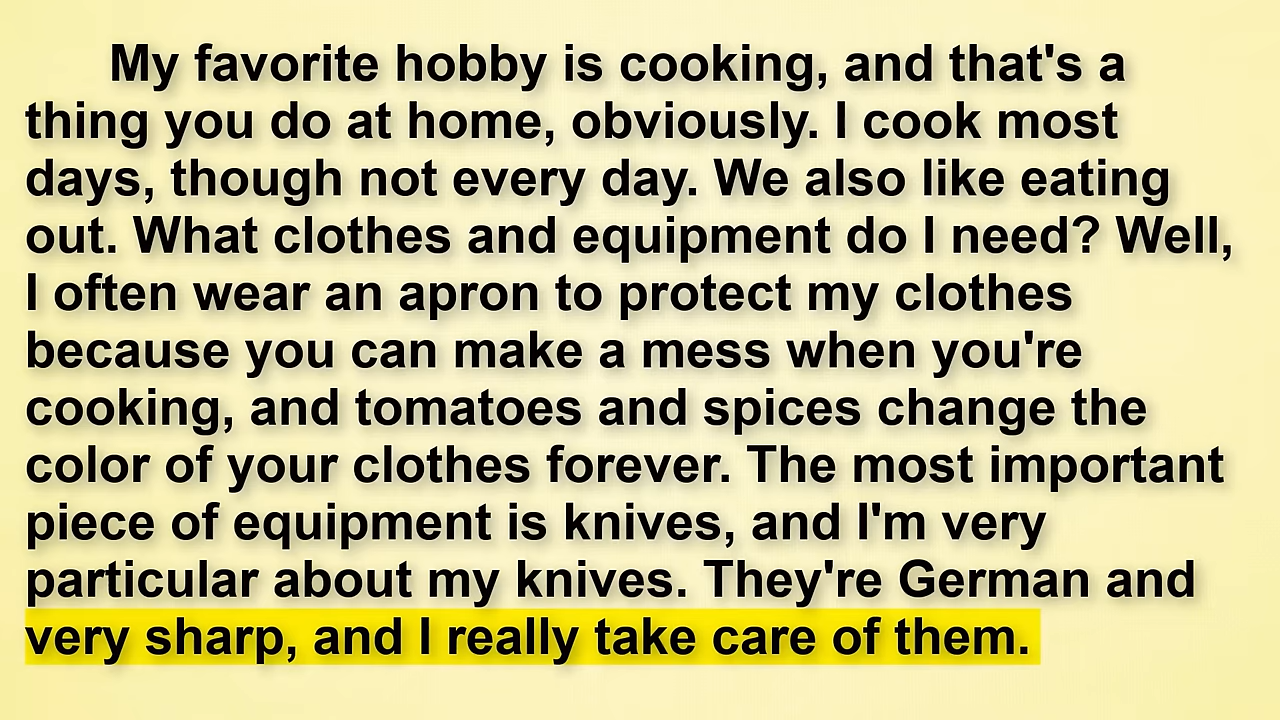 My favorite hobby is cooking, and that's a
thing you do at home, obviously. I cook most
days, though not every day. We also like eating
out. What clothes and equipment do I need? Well,
I often wear an apron to protect my clothes
because you can make a mess when you're
cooking, and tomatoes and spices change the
color of your clothes forever. The most important
piece of equipment is knives, and I'm very
particular about my knives. They're German and
very sharp, and I really take care of them.